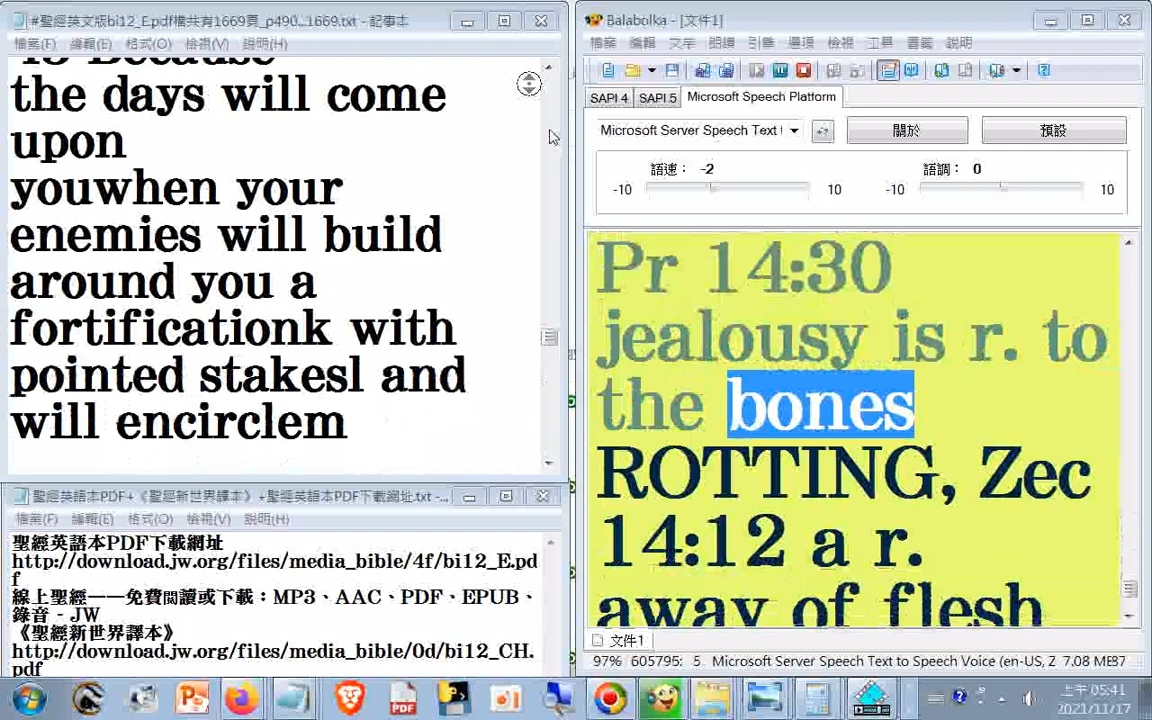 #聖經英文版bi12_E.pdf檔共有1669頁_p490...1669.txt - 記事本
檔案(F) 編輯(E) 格式(O) 檢視(V) 說明(H)
the days will come
upon
youwhen your
enemies will build
around you a
fortificationk with
pointed stakesl and
will encirclem
聖經英語本PDF+《聖經新世界譯本》+聖經英語本PDF下載網址.txt - ...
檔案(F) 編輯(E) 格式(O) 檢視(V) 說明(H)
聖經英語本PDF下載網址
http://download.jw.org/files/media_bible/4f/bi12_E.pd
f
線上聖經——免費閱讀或下載：MP3、AAC、PDF、EPUB、
錄音 - JW
《聖經新世界譯本》
http://download.jw.org/files/media_bible/0d/bi12_CH.
pdf
Balabolka - [文件1]
檔案 編輯 文字 朗讀 引擎 選項 檢視 工具 書籤 說明
SAPI 4 SAPI 5 Microsoft Speech Platform
Microsoft Server Speech Text 關於 預設
語速： -2 語調： 0
-10 10 -10 10
Pr 14:30
jealousy is r. to
the bones
ROTTING, Zec
14:12 a r.
away of flesh
文件1
97% 605795: 5 Microsoft Server Speech Text to Speech Voice (en-US, Z 7.08 MB
PDF
上午 05:41
2021/11/17